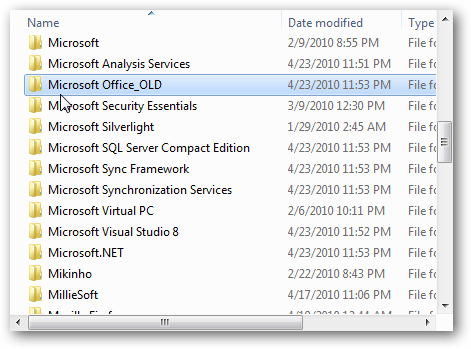 Name Date modified Type
Microsoft 2/9/2010 8:55 PM File fo
Microsoft Analysis Services 4/23/2010 11:51 PM File fo
Microsoft Office_OLD 4/23/2010 11:53 PM File fo
Microsoft Security Essentials 3/9/2010 12:30 PM File fo
Microsoft Silverlight 1/29/2010 2:45 AM File fo
Microsoft SQL Server Compact Edition 4/23/2010 11:53 PM File fo
Microsoft Sync Framework 4/23/2010 11:53 PM File fo
Microsoft Synchronization Services 4/23/2010 11:53 PM File fo
Microsoft Virtual PC 2/6/2010 10:11 PM File fo
Microsoft Visual Studio 8 4/23/2010 11:52 PM File fo
Microsoft.NET 4/23/2010 11:53 PM File fo
Mikinho 2/22/2010 8:43 PM File fo
MillieSoft 4/17/2010 11:06 PM File fo